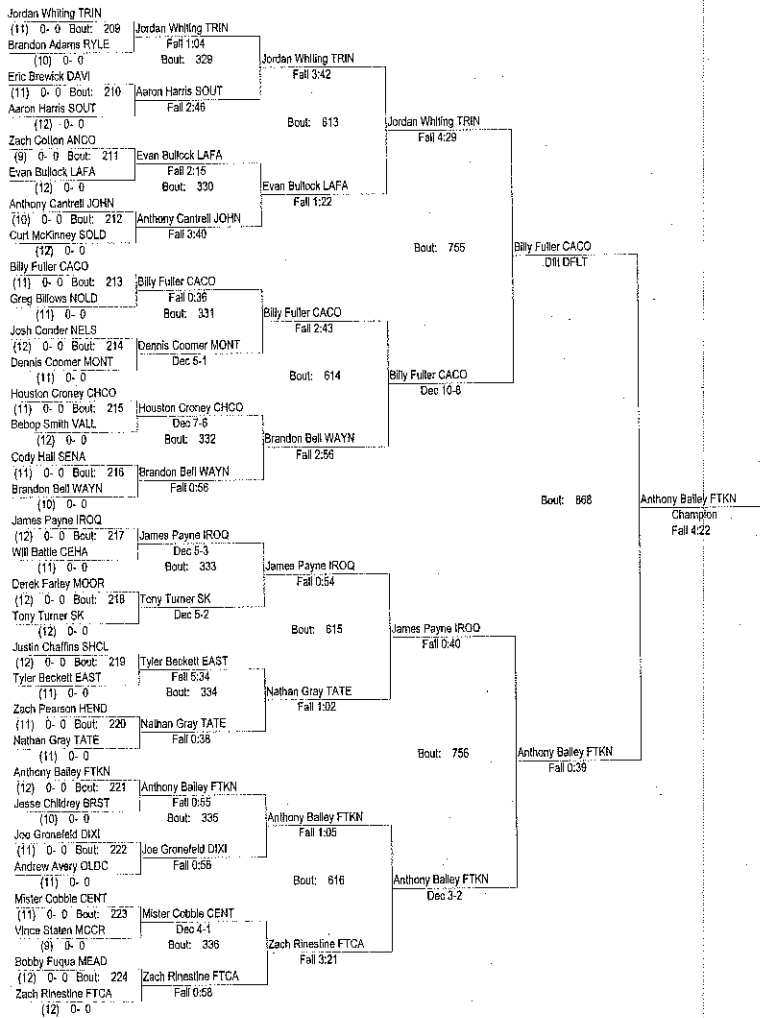 Jordan Whiting TRIN
(11) 0- 0 Bout: 209
Jordan Whiting TRIN
Brandon Adams RYLE
Fall 1:04
(10) 0- 0
Bout: 329
Jordan Whiting TRIN
Eric Brewick DAVI
Fall 3:42
(11) 0- 0 Bout: 210
Aaron Harris SOUT
Aaron Harris SOUT
Fall 2:46
(12) 0- 0
Bout: 613
Jordan Whiting TRIN
Zach Collon ANCO
Fall 4:29
(9) 0- 0 Bout: 211
Evan Bullock LAFA
Evan Bullock LAFA
Fall 2:15
(12) 0- 0
Bout: 330
Evan Bullock LAFA
Anthony Cantrell JOHN
Fall 1:22
(10) 0- 0 Bout: 212
Anthony Cantrell JOHN
Curt McKinney SOLD
Fall 3:40
(12) 0- 0
Bout: 755
Billy Fuller CACO
Billy Fuller CACO
Dflt DFLT
(11) 0- 0 Bout: 213
Billy Fuller CACO
Greg Billows NOLD
Fall 0:36
(11) 0- 0
Bout: 331
Billy Fuller CACO
Josh Conder NELS
Fall 2:43
(12) 0- 0 Bout: 214
Dennis Coomer MONT
Dennis Coomer MONT
Dec 5-1
(11) 0- 0
Bout: 614
Billy Fuller CACO
Houston Croney CHCO
Dec 10-8
(11) 0- 0 Bout: 215
Houston Croney CHCO
Bebop Smith VALL
Dec 7-6
(12) 0- 0
Bout: 332
Brandon Bell WAYN
Cody Hall SENA
Fall 2:56
(11) 0- 0 Bout: 216
Brandon Bell WAYN
Brandon Bell WAYN
Fall 0:56
(10) 0- 0
Bout: 868
Anthony Bailey FTKN
Champion
Fall 4:22
James Payne IROQ
(12) 0- 0 Bout: 217
James Payne IROQ
Will Battle CEHA
Dec 5-3
(11) 0- 0
Bout: 333
James Payne IROQ
Derek Farley MOOR
Fall 0:54
(12) 0- 0 Bout: 218
Tony Turner SK
Tony Turner SK
Dec 5-2
(12) 0- 0
Bout: 615
James Payne IROQ
Justin Chaffins SHCL
Fall 0:40
(12) 0- 0 Bout: 219
Tyler Beckett EAST
Tyler Beckett EAST
Fall 5:34
(11) 0- 0
Bout: 334
Nathan Gray TATE
Zach Pearson HEND
Fall 1:02
(11) 0- 0 Bout: 220
Nathan Gray TATE
Nathan Gray TATE
Fall 0:38
(11) 0- 0
Bout: 756
Anthony Bailey FTKN
Anthony Bailey FTKN
Fall 0:39
(12) 0- 0 Bout: 221
Anthony Bailey FTKN
Jesse Childrey BRST
Fall 0:55
(10) 0- 0
Bout: 335
Anthony Bailey FTKN
Joe Gronefeld DIXI
Fall 1:05
(11) 0- 0 Bout: 222
Joe Gronefeld DIXI
Andrew Avery OLDC
Fall 0:56
(11) 0- 0
Bout: 616
Anthony Bailey FTKN
Mister Cobble CENT
Dec 3-2
(11) 0- 0 Bout: 223
Mister Cobble CENT
Vince Staten MCCR
Dec 4-1
(9) 0- 0
Bout: 336
Zach Rinestine FTCA
Bobby Fuqua MEAD
Fall 3:21
(12) 0- 0 Bout: 224
Zach Rinestine FTCA
Zach Rinestine FTCA
Fall 0:58
(12) 0- 0